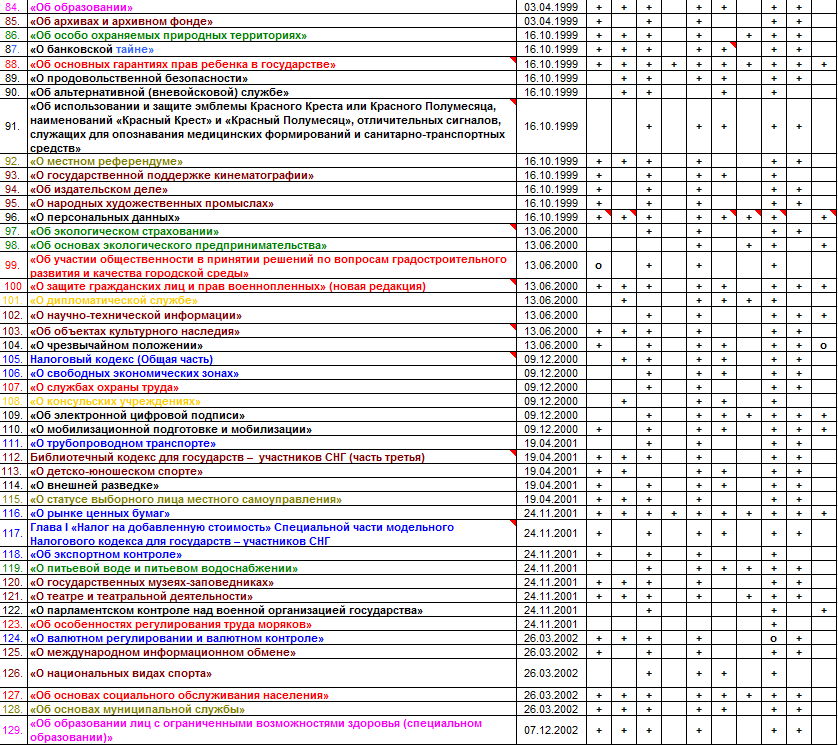 84. «Об образовании» 03.04.1999 + + + + + +
85. «Об архивах и архивном фонде» 03.04.1999 + + + + +
86. «Об особо охраняемых природных территориях» 16.10.1999 + + + + + + +
87. «О банковской тайне» 16.10.1999 + + + + + + +
88. «Об основных гарантиях прав ребенка в государстве» 16.10.1999 + + + + + + + + + +
89. «О продовольственной безопасности» 16.10.1999 + + + + + +
90. «Об альтернативной (вневойсковой) службе» 16.10.1999 + + + +
«Об использовании и защите эмблемы Красного Креста или Красного Полумесяца,
наименований «Красный Крест» и «Красный Полумесяц», отличительных сигналов,
91. служащих для опознавания медицинских формирований и санитарно-транспортных 16.10.1999 + + + + +
средств»
92. «О местном референдуме» 16.10.1999 + + + + + +
93. «О государственной поддержке кинематографии» 16.10.1999 + + + + +
94. «Об издательском деле» 16.10.1999 + + + + +
95. «О народных художественных промыслах» 16.10.1999 + + + + +
96. «О персональных данных» 16.10.1999 + + + + + + + +
97. «Об экологическом страховании» 13.06.2000 + + + +
98. «Об основах экологического предпринимательства» 13.06.2000 + + + +
99. «Об участии общественности в принятии решений по вопросам градостроительного
развития и качества городской среды» 13.06.2000 o + + +
100 «О защите гражданских лиц и прав военнопленных» (новая редакция) 13.06.2000 + + + + + + + +
101. «О дипломатической службе» 13.06.2000 + + + + +
102. «О научно-технической информации» 13.06.2000 + + + + +
103. «Об объектах культурного наследия» 13.06.2000 + + + + + +
104. «О чрезвычайном положении» 13.06.2000 + + + + + + o
105. Налоговый кодекс (Общая часть) 09.12.2000 + + + + + +
106. «О свободных экономических зонах» 09.12.2000 + + + + +
107. «О службах охраны труда» 09.12.2000 + + + +
108. «О консульских учреждениях» 09.12.2000 + + + +
109. «Об электронной цифровой подписи» 09.12.2000 + + + + + + +
110. «О мобилизационной подготовке и мобилизации» 09.12.2000 + + + + + + +
111. «О трубопроводном транспорте» 19.04.2001 + + + +
112. Библиотечный кодекс для государств – участников СНГ (часть третья) 19.04.2001 + + + + + +
113. «О детско-юношеском спорте» 19.04.2001 + + + + + +
114. «О внешней разведке» 19.04.2001 + + + + + +
115. «О статусе выборного лица местного самоуправления» 19.04.2001 + + + + + +
116. «О рынке ценных бумаг» 24.11.2001 + + + + + + + + + +
117. Глава I «Налог на добавленную стоимость» Специальной части модельного
Налогового кодекса для государств – участников СНГ 24.11.2001 + + + + + +
118. «Об экспортном контроле» 24.11.2001 + + + +
119. «О питьевой воде и питьевом водоснабжении» 24.11.2001 + + + + + +
120. «О государственных музеях-заповедниках» 24.11.2001 + + + + + +
121. «О театре и театральной деятельности» 24.11.2001 + + + + + + +
122. «О парламентском контроле над военной организацией государства» 24.11.2001 + + +
123. «Об особенностях регулирования труда моряков» 24.11.2001 +
124. «О валютном регулировании и валютном контроле» 26.03.2002 + + + + o +
125. «О международном информационном обмене» 26.03.2002 + + + + +
126. «О национальных видах спорта» 26.03.2002 + + + +
127. «Об основах социального обслуживания населения» 26.03.2002 + + + + + + + +
128. «Об основах муниципальной службы» 26.03.2002 + + + + + +
129. «Об образовании лиц с ограниченными возможностями здоровья (специальном
образовании)» 07.12.2002 + + + + + +